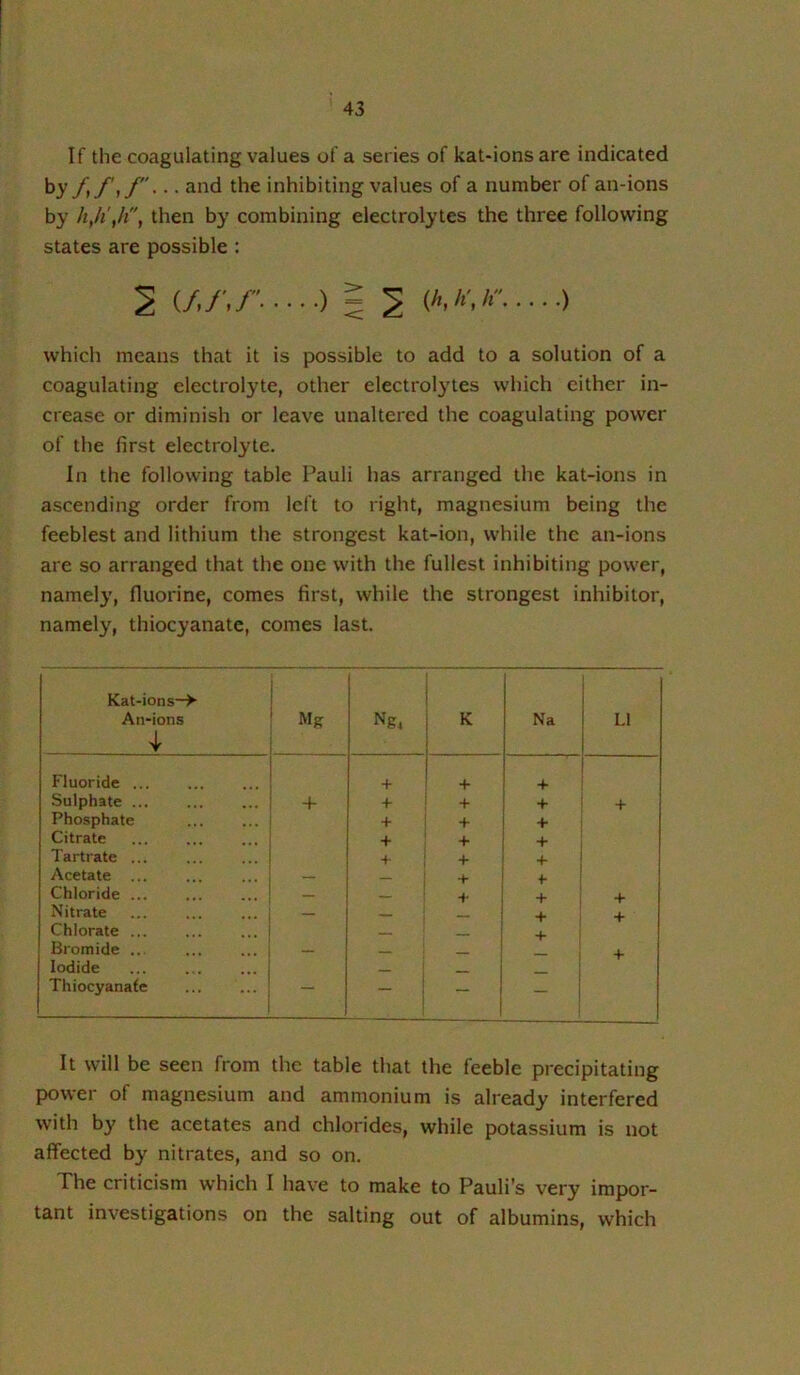 43
If the coagulating values of a series of kat-ions are indicated
by f, f', f''... and the inhibiting values of a number of an-ions
by h,h',h'', then by combining electrolytes the three following
states are possible :
Σ (f,f',f''.....) ⪌ Σ (h, h', h''.....)
which means that it is possible to add to a solution of a
coagulating electrolyte, other electrolytes which either in-
crease or diminish or leave unaltered the coagulating power
of the first electrolyte.
In the following table Pauli has arranged the kat-ions in
ascending order from left to right, magnesium being the
feeblest and lithium the strongest kat-ion, while the an-ions
are so arranged that the one with the fullest inhibiting power,
namely, fluorine, comes first, while the strongest inhibitor,
namely, thiocyanate, comes last.
Kat-ions→
An-ions Mg Ng₄ K Na LI
↓
Fluoride ... ... ... + + +
Sulphate ... ... ... + + + + +
Phosphate ... ... + + +
Citrate ... ... ... + + +
Tartrate ... ... ... + + +
Acetate ... ... ... — — + +
Chloride ... ... ... — — + + +
Nitrate ... ... ... — — — + +
Chlorate ... ... ... — — +
Bromide .. ... ... — — — — +
Iodide ... ... ... — — —
Thiocyanate ... ... — — — —
It will be seen from the table that the feeble precipitating
power of magnesium and ammonium is already interfered
with by the acetates and chlorides, while potassium is not
affected by nitrates, and so on.
The criticism which I have to make to Pauli's very impor-
tant investigations on the salting out of albumins, which